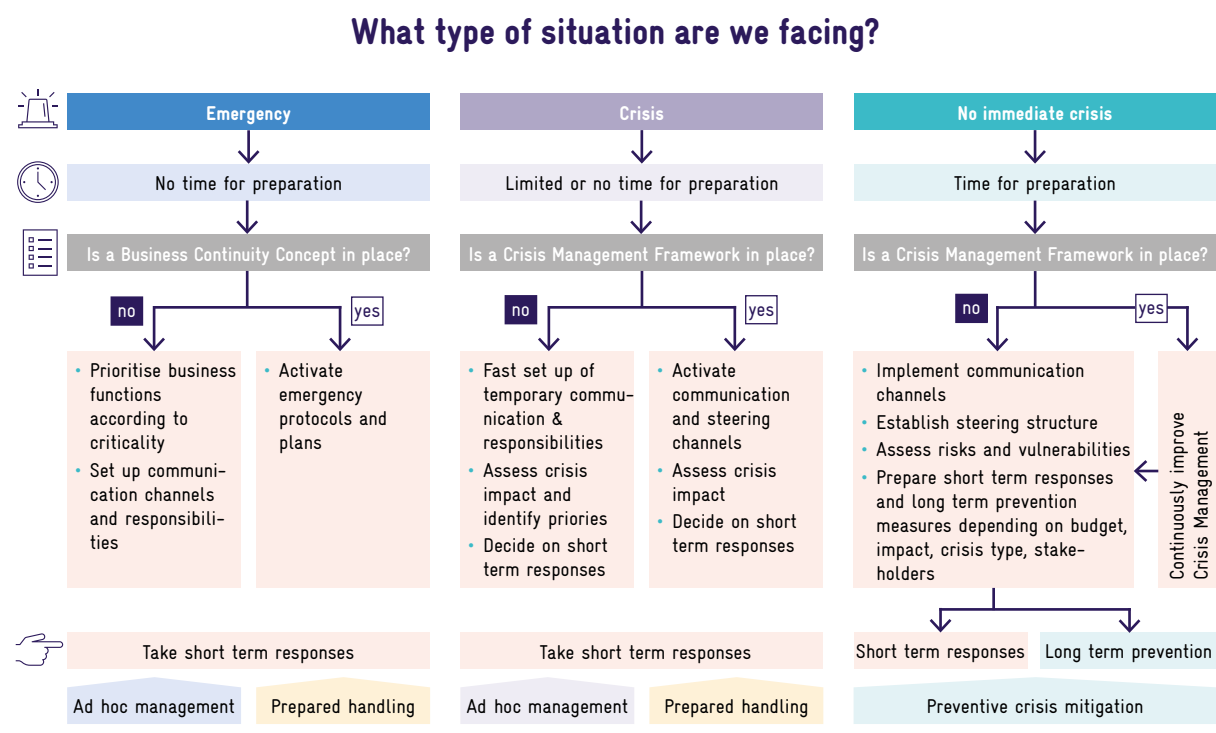 What type of situation are we facing?
Emergency
No time for preparation
Is a Business Continuity Concept in place?
no
yes
• Prioritise business
functions
according to
criticality
• Set up communi-
cation channels
and responsibili-
ties
• Activate
emergency
protocols and
plans
Take short term responses
Ad hoc management
Prepared handling
Crisis
Limited or no time for preparation
Is a Crisis Management Framework in place?
no
yes
• Fast set up of
temporary commu-
nication &
responsibilities
• Assess crisis
impact and
identify priories
• Decide on short
term responses
• Activate
communication
and steering
channels
• Assess crisis
impact
• Decide on short
term responses
Take short term responses
Ad hoc management
Prepared handling
No immediate crisis
Time for preparation
Is a Crisis Management Framework in place?
no
yes
• Implement communication
channels
• Establish steering structure
• Assess risks and vulnerabilities
• Prepare short term responses
and long term prevention
measures depending on budget,
impact, crisis type, stake-
holders
Continuously improve
Crisis Management
Short term responses
Long term prevention
Preventive crisis mitigation